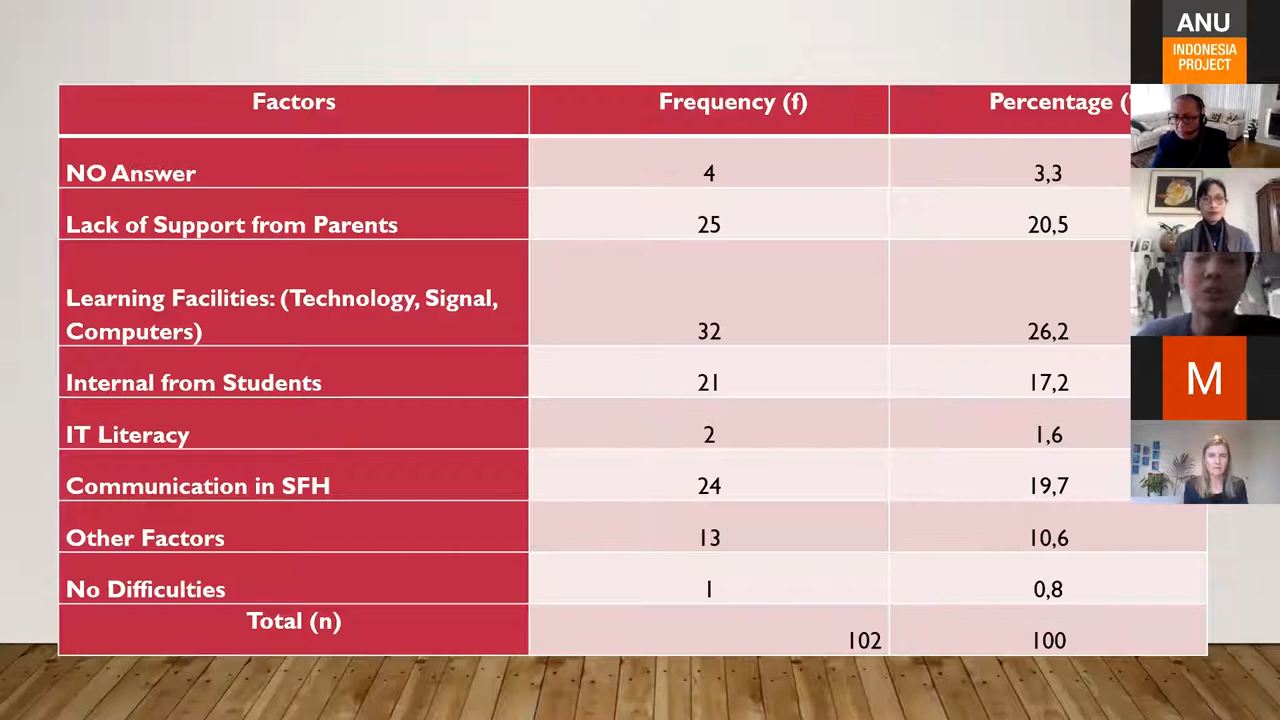 ANU
INDONESIA
PROJECT
Factors Frequency (f) Percentage (
NO Answer 4 3,3
Lack of Support from Parents 25 20,5
Learning Facilities: (Technology, Signal,
Computers) 32 26,2
Internal from Students 21 17,2
IT Literacy 2 1,6
Communication in SFH 24 19,7
Other Factors 13 10,6
No Difficulties 1 0,8
Total (n) 102 100
M